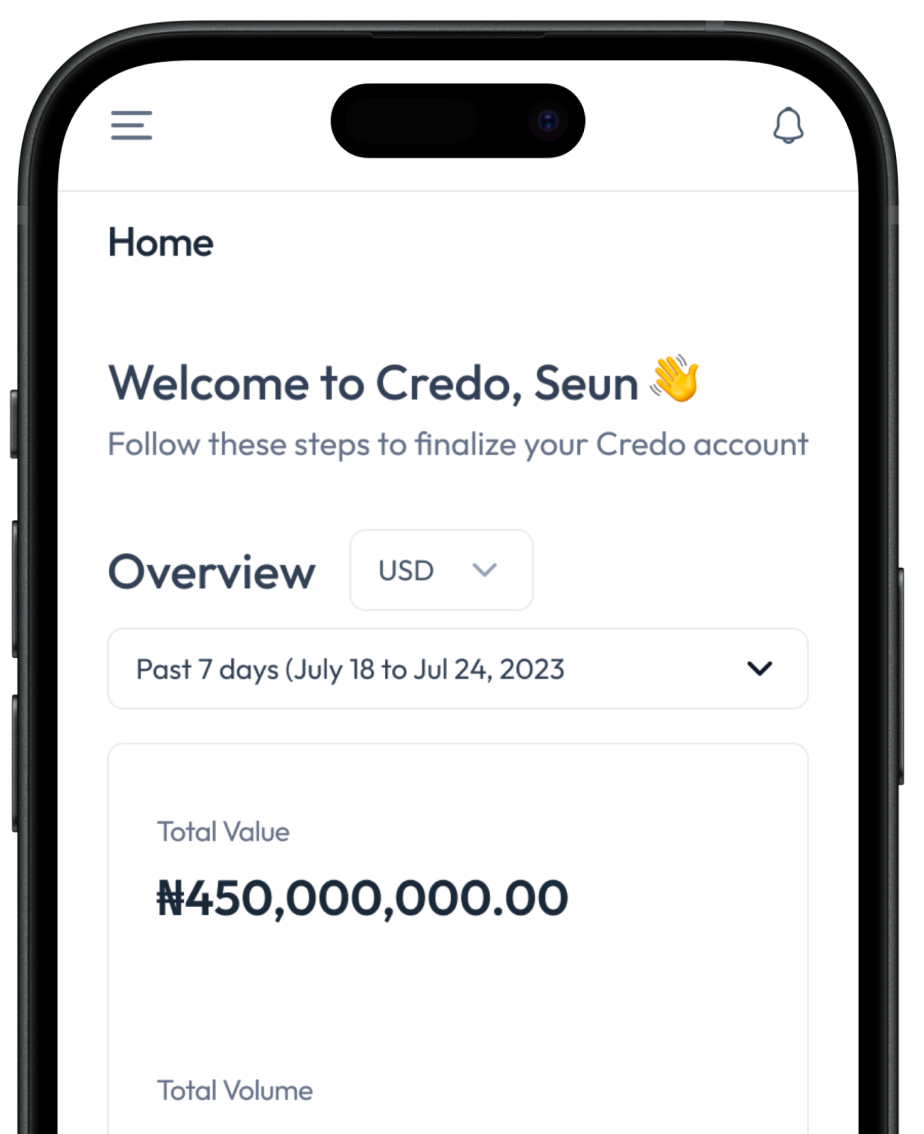 Home
Welcome to Credo, Seun 👋
Follow these steps to finalize your Credo account
Overview
USD
Past 7 days (July 18 to Jul 24, 2023
Total Value
₦450,000,000.00
Total Volume